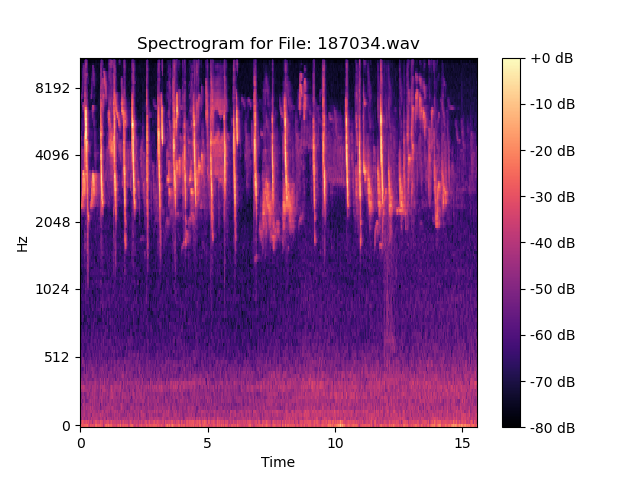 Spectrogram for File: 187034.wav
Hz
8192
4096
2048
1024
512
0
0 5 10 15
Time
+0 dB
-10 dB
-20 dB
-30 dB
-40 dB
-50 dB
-60 dB
-70 dB
-80 dB